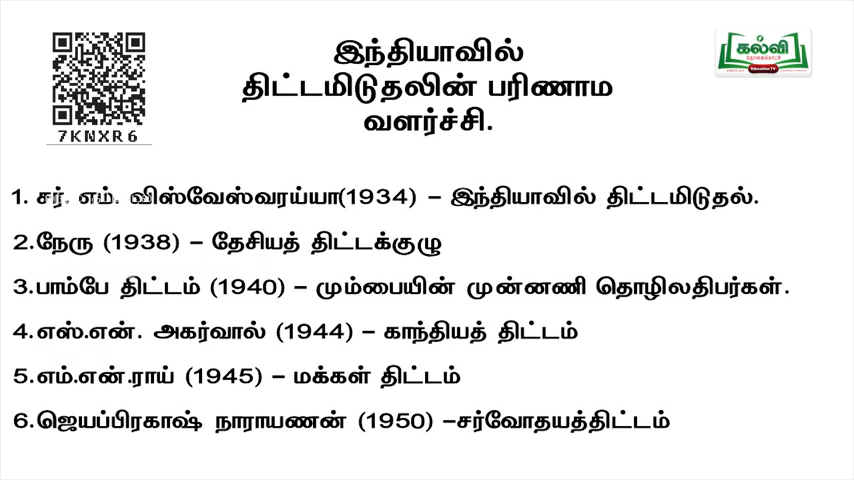 இந்தியாவில்
திட்டமிடுதலின் பரிணாம
வளர்ச்சி.
கல்வி
Education TV
7KNXR6
1. சர். எம். விஸ்வேஸ்வரய்யா(1934) – இந்தியாவில் திட்டமிடுதல்.
2.நேரு (1938) – தேசியத் திட்டக்குழு
3.பாம்பே திட்டம் (1940) – மும்பையின் முன்னணி தொழிலதிபர்கள்.
4.எஸ்.என். அகர்வால் (1944) – காந்தியத் திட்டம்
5.எம்.என்.ராய் (1945) – மக்கள் திட்டம்
6.ஜெயப்பிரகாஷ் நாராயணன் (1950) –சர்வோதயத்திட்டம்